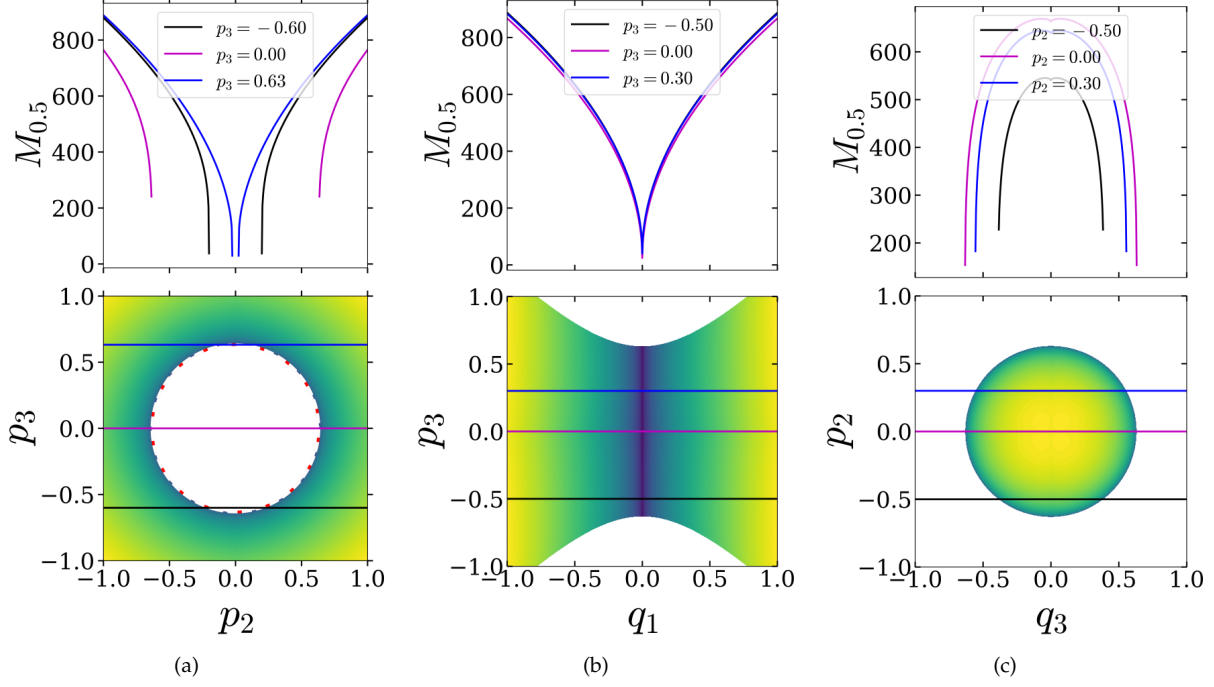 M₀.₅
800
600
400
200
0
p₃ = −0.60
p₃ = 0.00
p₃ = 0.63
p₃
1.0
0.5
0.0
−0.5
−1.0
−1.0 −0.5 0.0 0.5 1.0
p₂
(a)
M₀.₅
800
600
400
200
0
p₃ = −0.50
p₃ = 0.00
p₃ = 0.30
p₃
1.0
0.5
0.0
−0.5
−1.0
−1.0 −0.5 0.0 0.5 1.0
q₁
(b)
M₀.₅
600
500
400
300
200
p₂ = −0.50
p₂ = 0.00
p₂ = 0.30
p₂
1.0
0.5
0.0
−0.5
−1.0
−1.0 −0.5 0.0 0.5 1.0
q₃
(c)